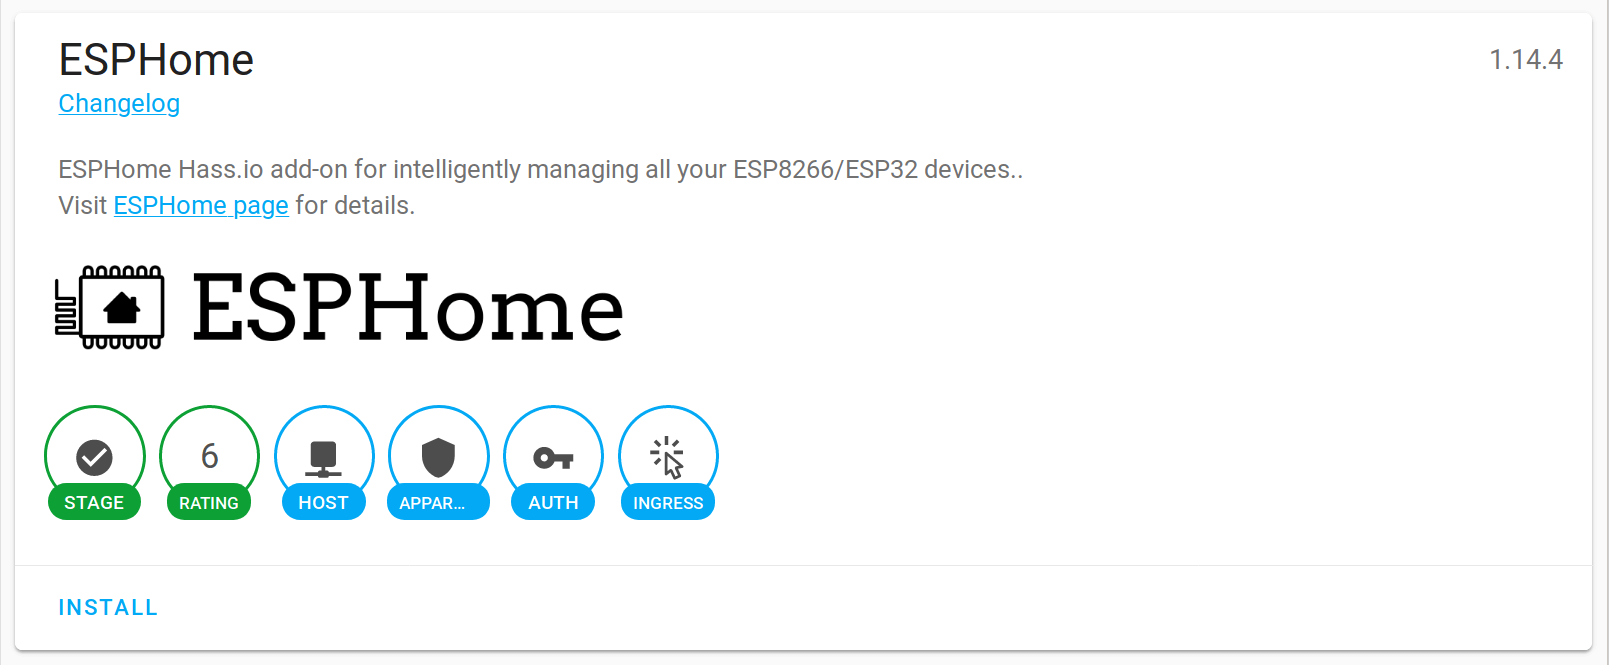 ESPHome
1.14.4
Changelog
ESPHome Hass.io add-on for intelligently managing all your ESP8266/ESP32 devices..
Visit ESPHome page for details.
ESPHome
6
STAGE RATING HOST APPAR... AUTH INGRESS
INSTALL